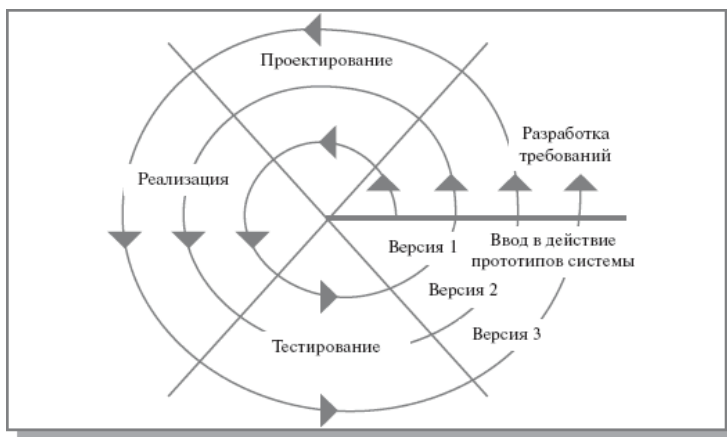 Проектирование
Разработка
требований
Реализация
Версия 1
Ввод в действие
прототипов системы
Версия 2
Версия 3
Тестирование